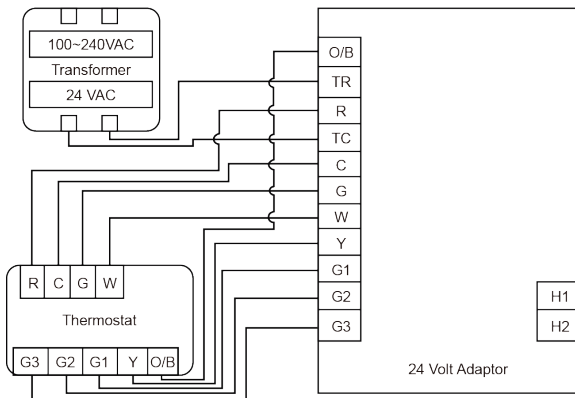 100~240VAC
Transformer
24 VAC
O/B
TR
R
TC
C
G
W
Y
G1
G2
G3
H1
H2
24 Volt Adaptor
R C G W
Thermostat
G3 G2 G1 Y O/B